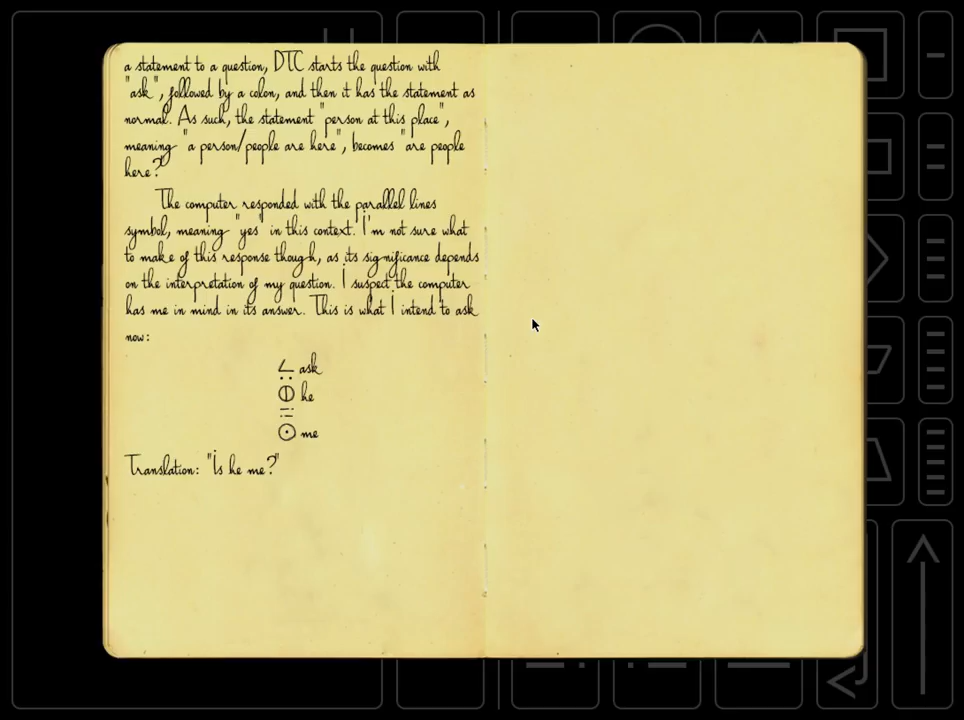 a statement to a question, DTC starts the question with
"ask", followed by a colon, and then it has the statement as
normal. As such, the statement "person at this place",
meaning "a person/people are here", becomes "are people
here?"
The computer responded with the parallel lines
symbol, meaning "yes" in this context. I'm not sure what
to make of this response though, as its significance depends
on the interpretation of my question. I suspect the computer
has me in mind in its answer. This is what I intend to ask
now:
ask
he
me
Translation: "Is he me?"